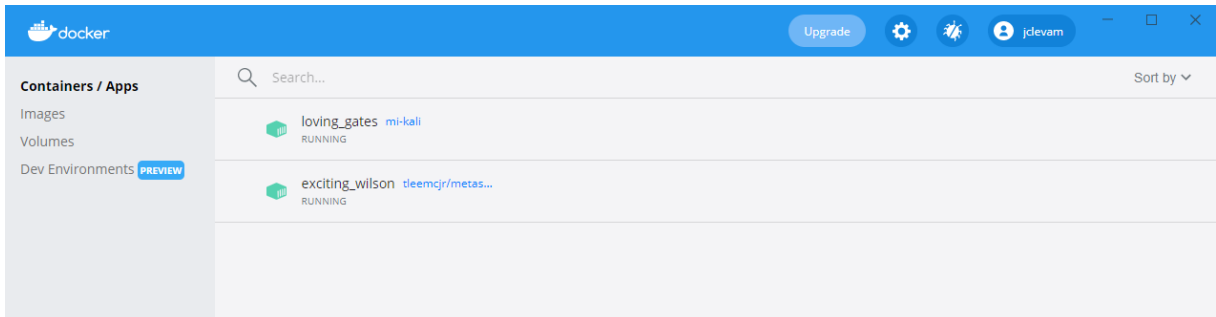 docker
Upgrade
jclevam
Containers / Apps
Images
Volumes
Dev Environments PREVIEW
Search...
Sort by
loving_gates mi-kali
RUNNING
exciting_wilson tleemcjr/metas...
RUNNING